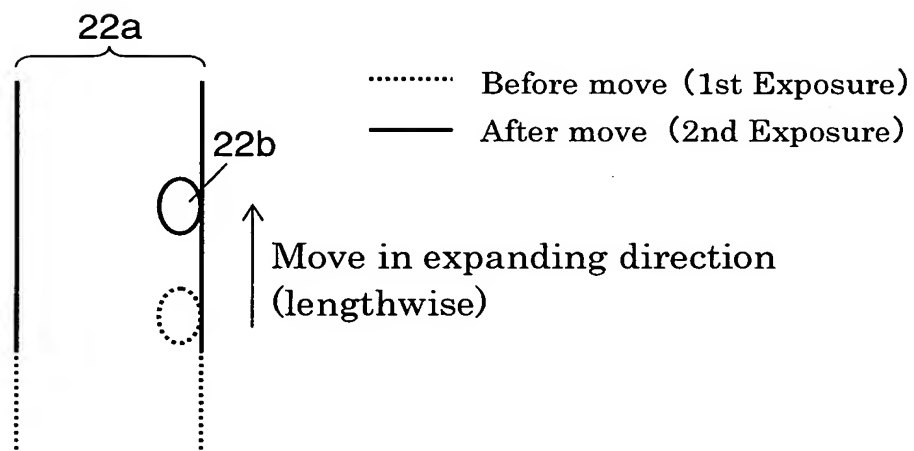 22a
Before move (1st Exposure)
After move (2nd Exposure)
22b
Move in expanding direction
(lengthwise)